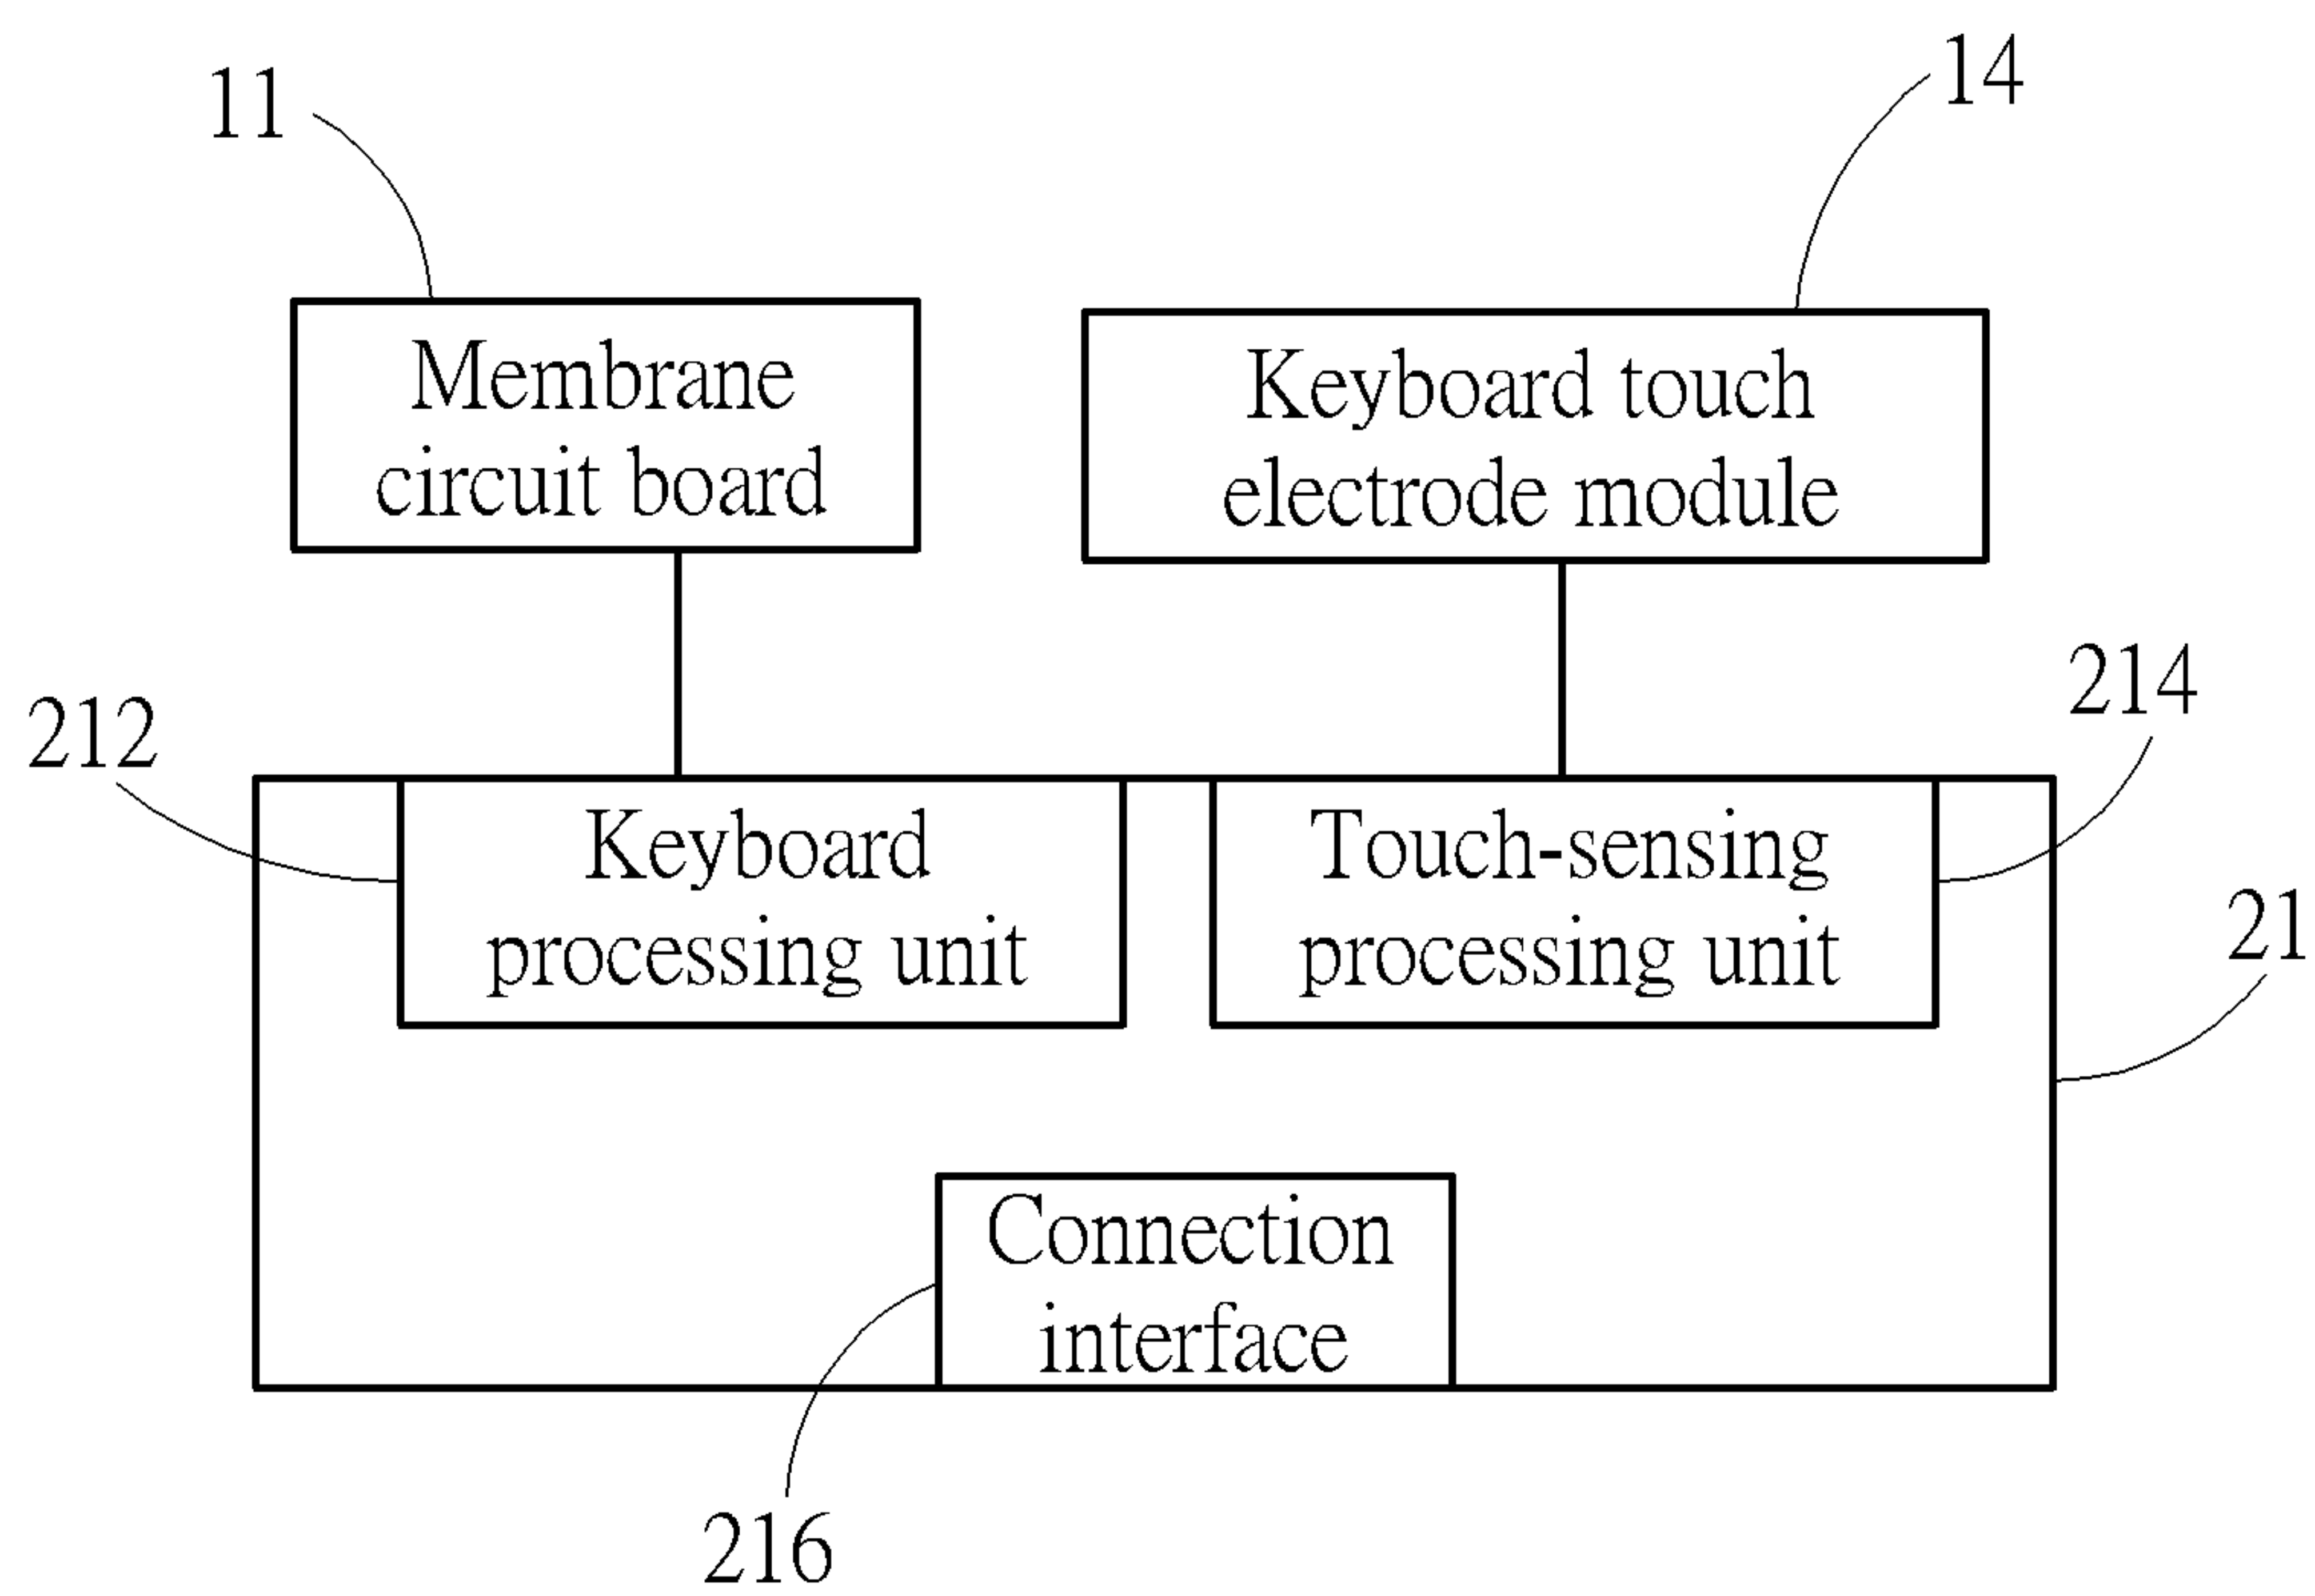 11
14
Membrane
circuit board
Keyboard touch
electrode module
212
214
Keyboard
processing unit
Touch-sensing
processing unit
21
Connection
interface
216